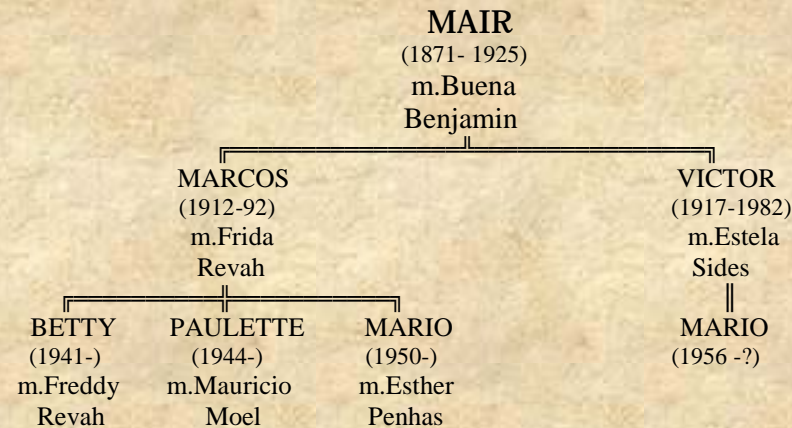 MAIR
(1871- 1925)
m.Buena
Benjamin
MARCOS
(1912-92)
m.Frida
Revah
VICTOR
(1917-1982)
m.Estela
Sides
BETTY
(1941-)
m.Freddy
Revah
PAULETTE
(1944-)
m.Mauricio
Moel
MARIO
(1950-)
m.Esther
Penhas
MARIO
(1956 -?)